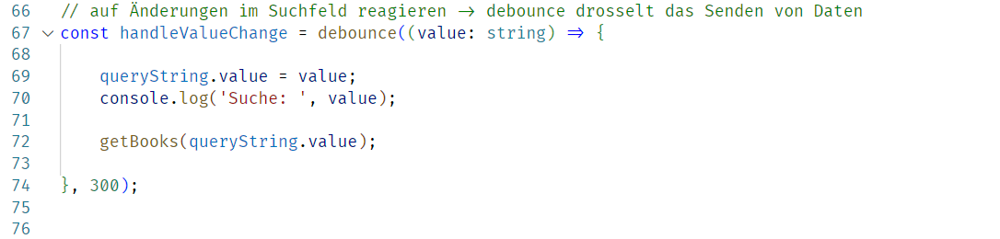 66 // auf Änderungen im Suchfeld reagieren → debounce drosselt das Senden von Daten
67 const handleValueChange = debounce((value: string) ⇒ {
68
69 queryString.value = value;
70 console.log('Suche: ', value);
71
72 getBooks(queryString.value);
73
74 }, 300);
75
76